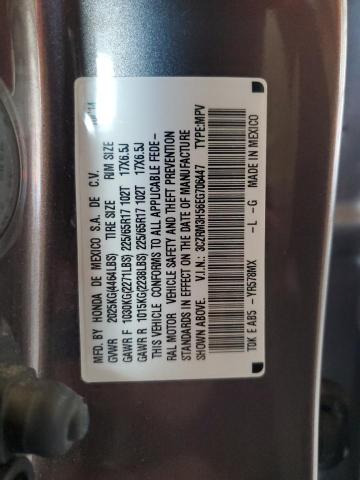 MFD. BY HONDA DE MEXICO S.A. DE C.V.
GVWR 2025KG(4464LBS) TIRE SIZE RIM SIZE
GAWR F 1030KG(2271LBS) 225/65R17 102T 17X6.5J
GAWR R 1015KG(2238LBS) 225/65R17 102T 17X6.5J
THIS VEHICLE CONFORMS TO ALL APPLICABLE FEDE-
RAL MOTOR VEHICLE SAFETY AND THEFT PREVENTION
STANDARDS IN EFFECT ON THE DATE OF MANUFACTURE
SHOWN ABOVE. V.I.N.: 3CZRM3H56EG706447 TYPE:MPV
TOK E AB5 -YR578MX -L -G MADE IN MEXICO